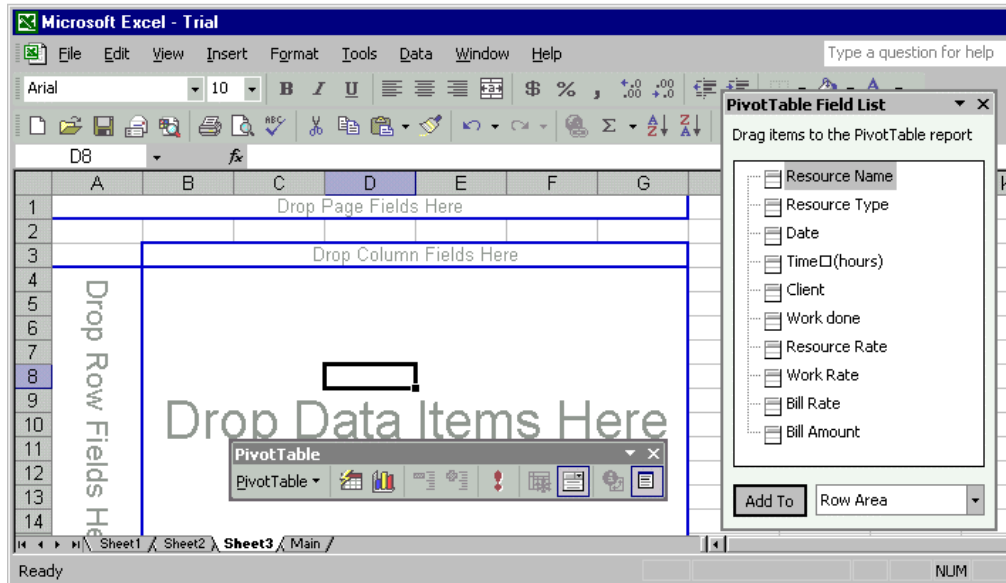 Microsoft Excel - Trial
File Edit View Insert Format Tools Data Window Help
Type a question for help
Arial 10 B I U $ % , .00 .00
ABC Σ A Z Z A
PivotTable Field List
Drag items to the PivotTable report
D8 fx
A B C D E F G
1 Drop Page Fields Here
2
3 Drop Column Fields Here
4
5
6
7
8
9
10
11
12
13
14
Drop Row Fields He
Drop Data Items Here
PivotTable
PivotTable
Resource Name
Resource Type
Date
Time□(hours)
Client
Work done
Resource Rate
Work Rate
Bill Rate
Bill Amount
Add To Row Area
Sheet1 Sheet2 Sheet3 Main
Ready NUM